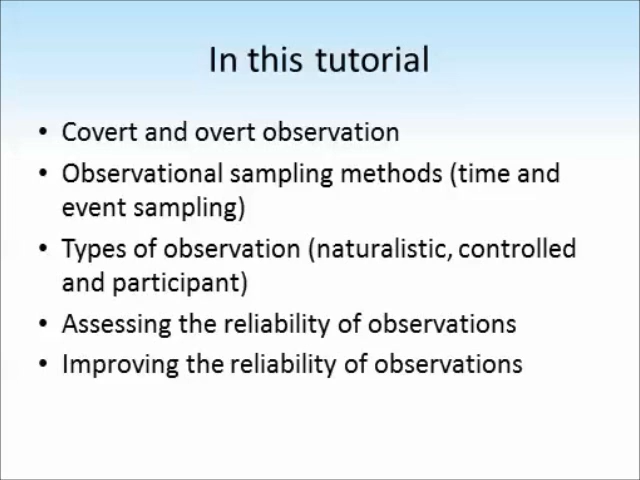 In this tutorial
• Covert and overt observation
• Observational sampling methods (time and
event sampling)
• Types of observation (naturalistic, controlled
and participant)
• Assessing the reliability of observations
• Improving the reliability of observations